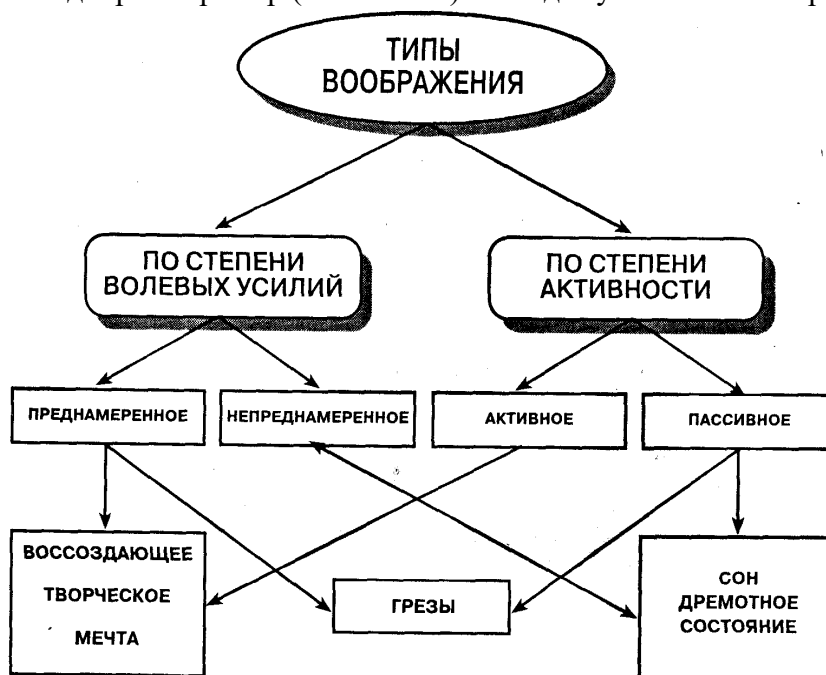 ТИПЫ
ВООБРАЖЕНИЯ
ПО СТЕПЕНИ
ВОЛЕВЫХ УСИЛИЙ
ПО СТЕПЕНИ
АКТИВНОСТИ
ПРЕДНАМЕРЕННОЕ
НЕПРЕДНАМЕРЕННОЕ
АКТИВНОЕ
ПАССИВНОЕ
ВОССОЗДАЮЩЕЕ
ТВОРЧЕСКОЕ
МЕЧТА
ГРЕЗЫ
СОН
ДРЕМОТНОЕ
СОСТОЯНИЕ